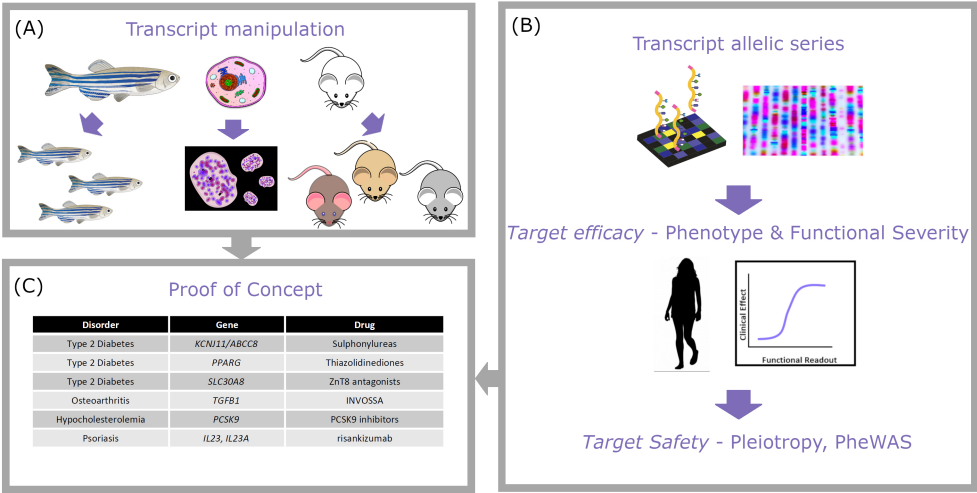 (A)
Transcript manipulation
(B)
Transcript allelic series
Target efficacy - Phenotype & Functional Severity
Clinical Effect
Functional Readout
Target Safety - Pleiotropy, PheWAS
(C)
Proof of Concept
Disorder Gene Drug
Type 2 Diabetes KCNJ11/ABCC8 Sulphonylureas
Type 2 Diabetes PPARG Thiazolidinediones
Type 2 Diabetes SLC30A8 ZnT8 antagonists
Osteoarthritis TGFB1 INVOSSA
Hypocholesterolemia PCSK9 PCSK9 inhibitors
Psoriasis IL23, IL23A risankizumab